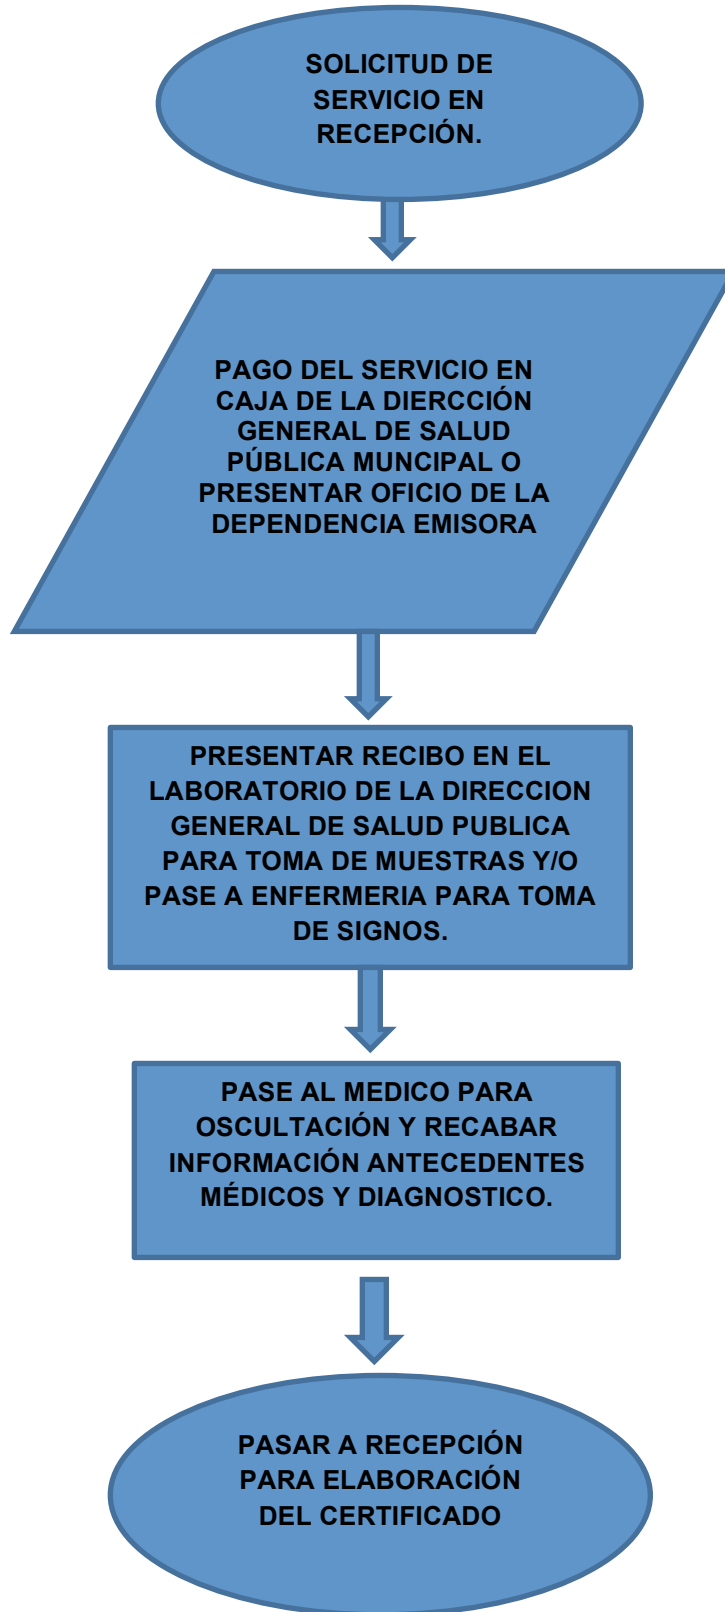 SOLICITUD DE
SERVICIO EN
RECEPCIÓN.
PAGO DEL SERVICIO EN
CAJA DE LA DIERCCIÓN
GENERAL DE SALUD
PÚBLICA MUNCIPAL O
PRESENTAR OFICIO DE LA
DEPENDENCIA EMISORA
PRESENTAR RECIBO EN EL
LABORATORIO DE LA DIRECCION
GENERAL DE SALUD PUBLICA
PARA TOMA DE MUESTRAS Y/O
PASE A ENFERMERIA PARA TOMA
DE SIGNOS.
PASE AL MEDICO PARA
OSCULTACIÓN Y RECABAR
INFORMACIÓN ANTECEDENTES
MÉDICOS Y DIAGNOSTICO.
PASAR A RECEPCIÓN
PARA ELABORACIÓN
DEL CERTIFICADO